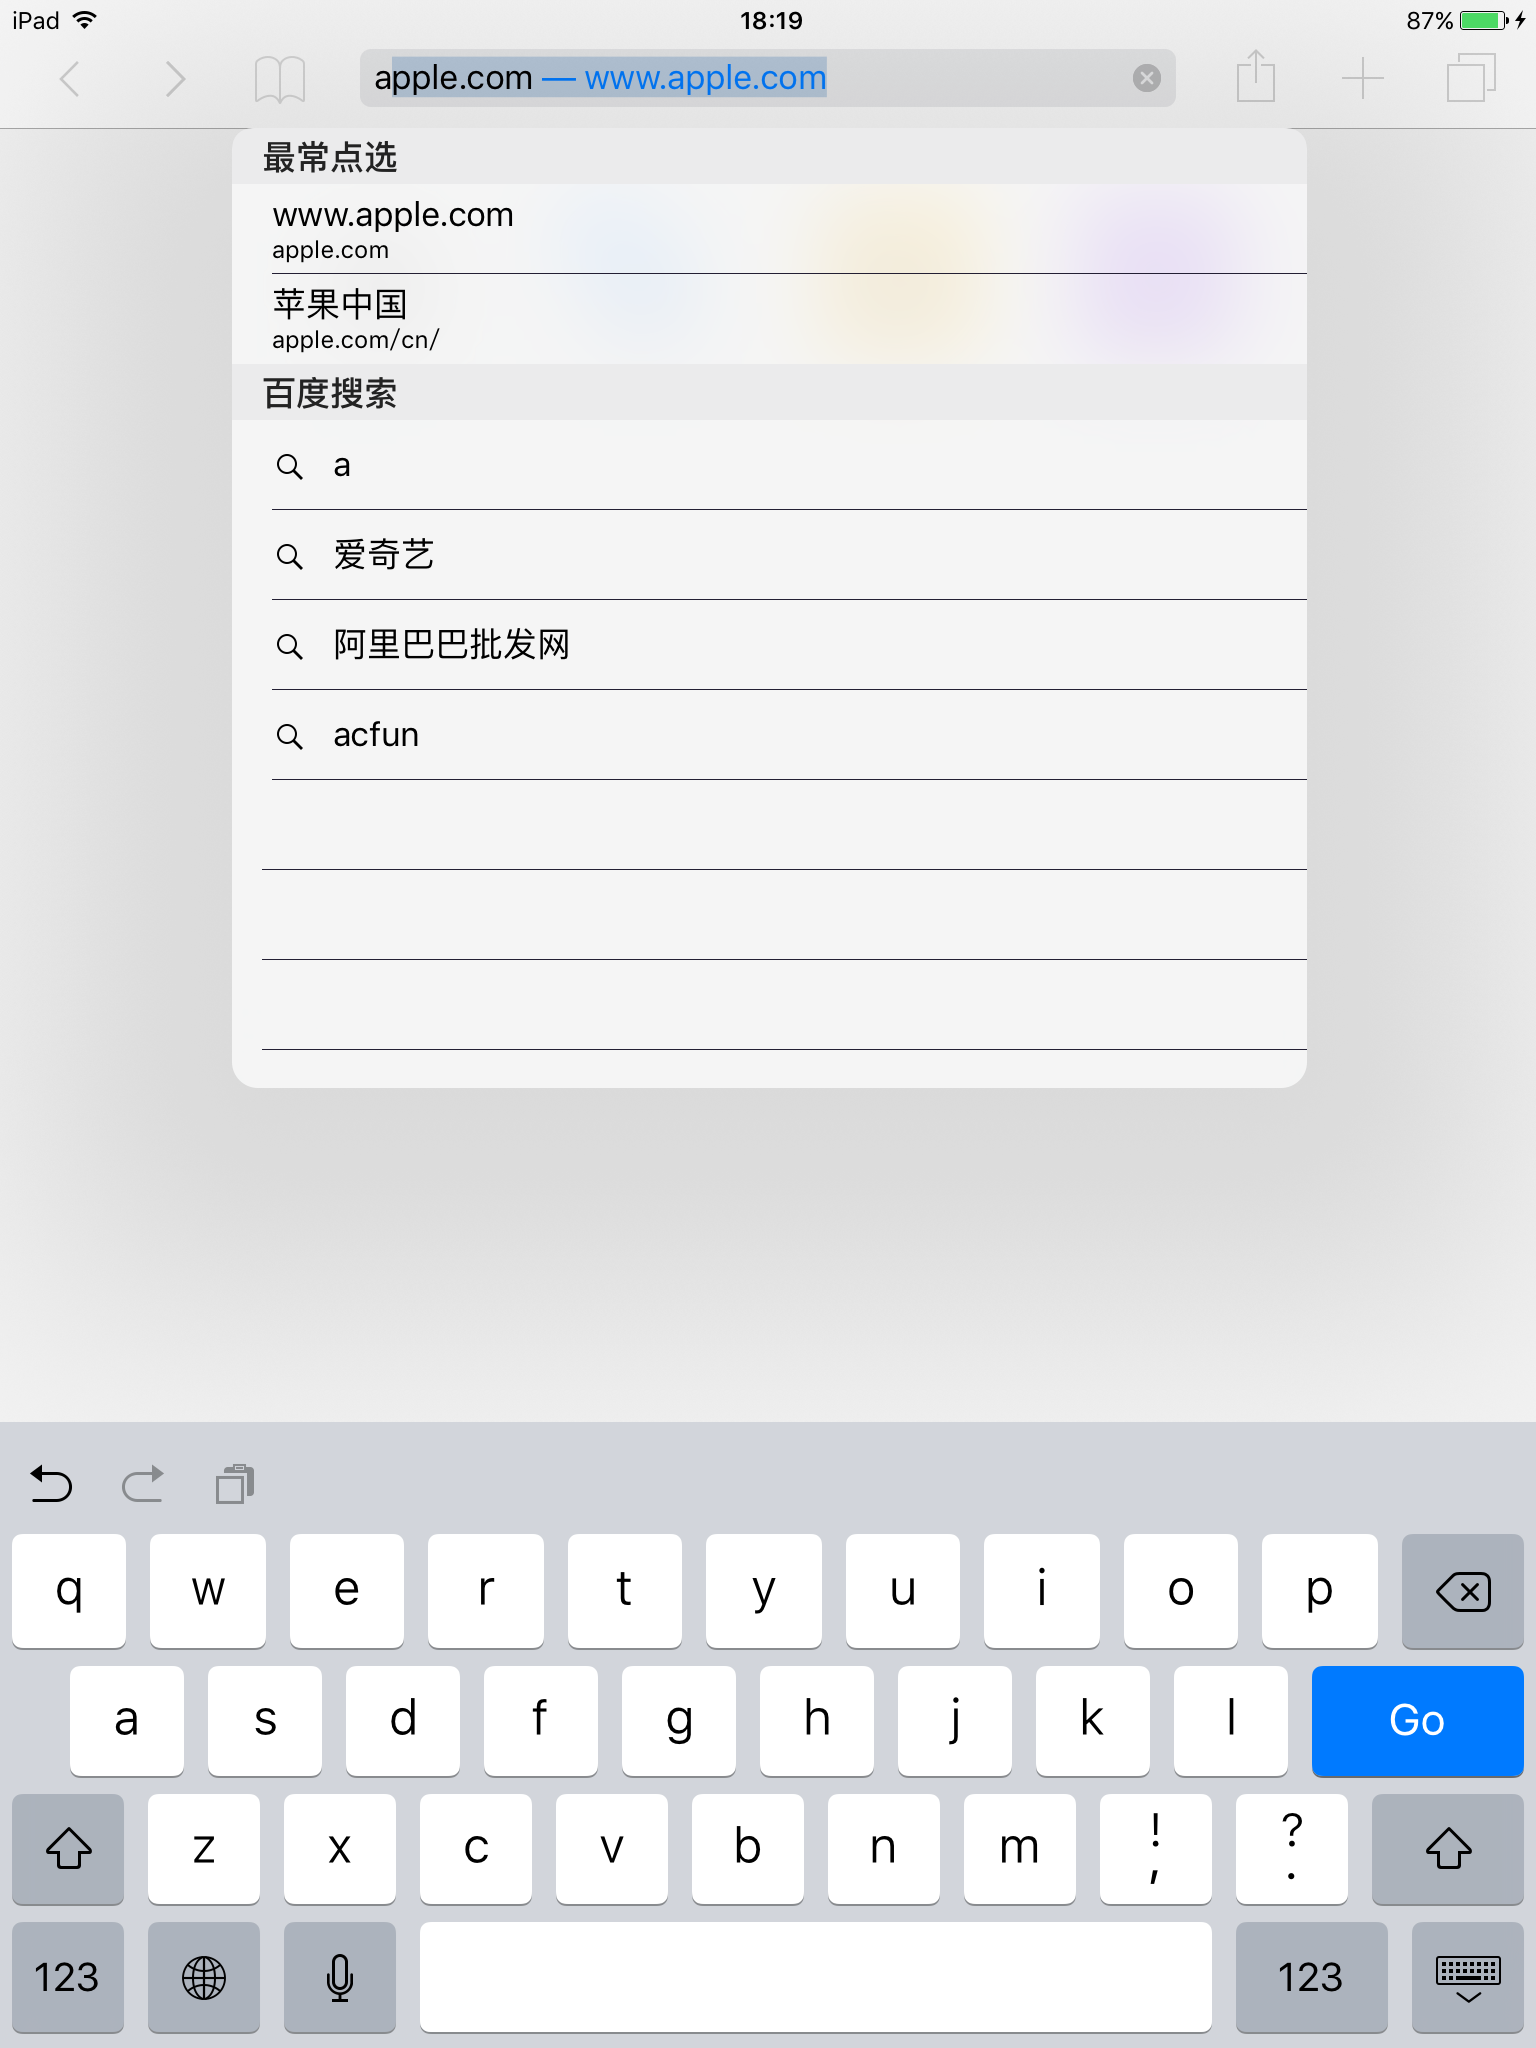 iPad 18:19 87%
apple.com — www.apple.com
最常点选
www.apple.com
apple.com
苹果中国
apple.com/cn/
百度搜索
a
爱奇艺
阿里巴巴批发网
acfun
q w e r t y u i o p
a s d f g h j k l Go
z x c v b n m ! , ? .
123 123